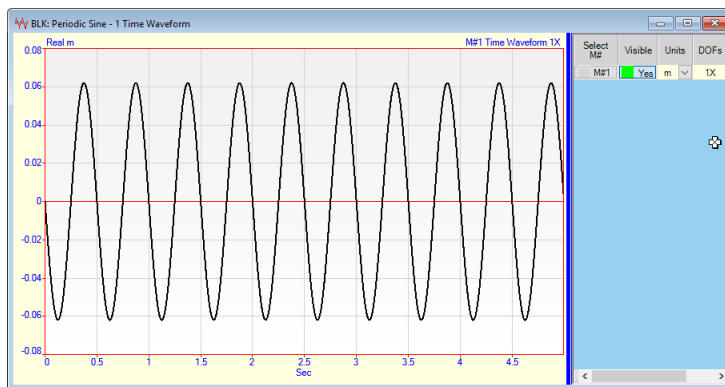 BLK: Periodic Sine - 1 Time Waveform
Real m
M#1 Time Waveform 1X
0.08
0.06
0.04
0.02
0
-0.02
-0.04
-0.06
-0.08
0 0.5 1 1.5 2 2.5 3 3.5 4 4.5
Sec
Select M# Visible Units DOFs
M#1 Yes m 1X